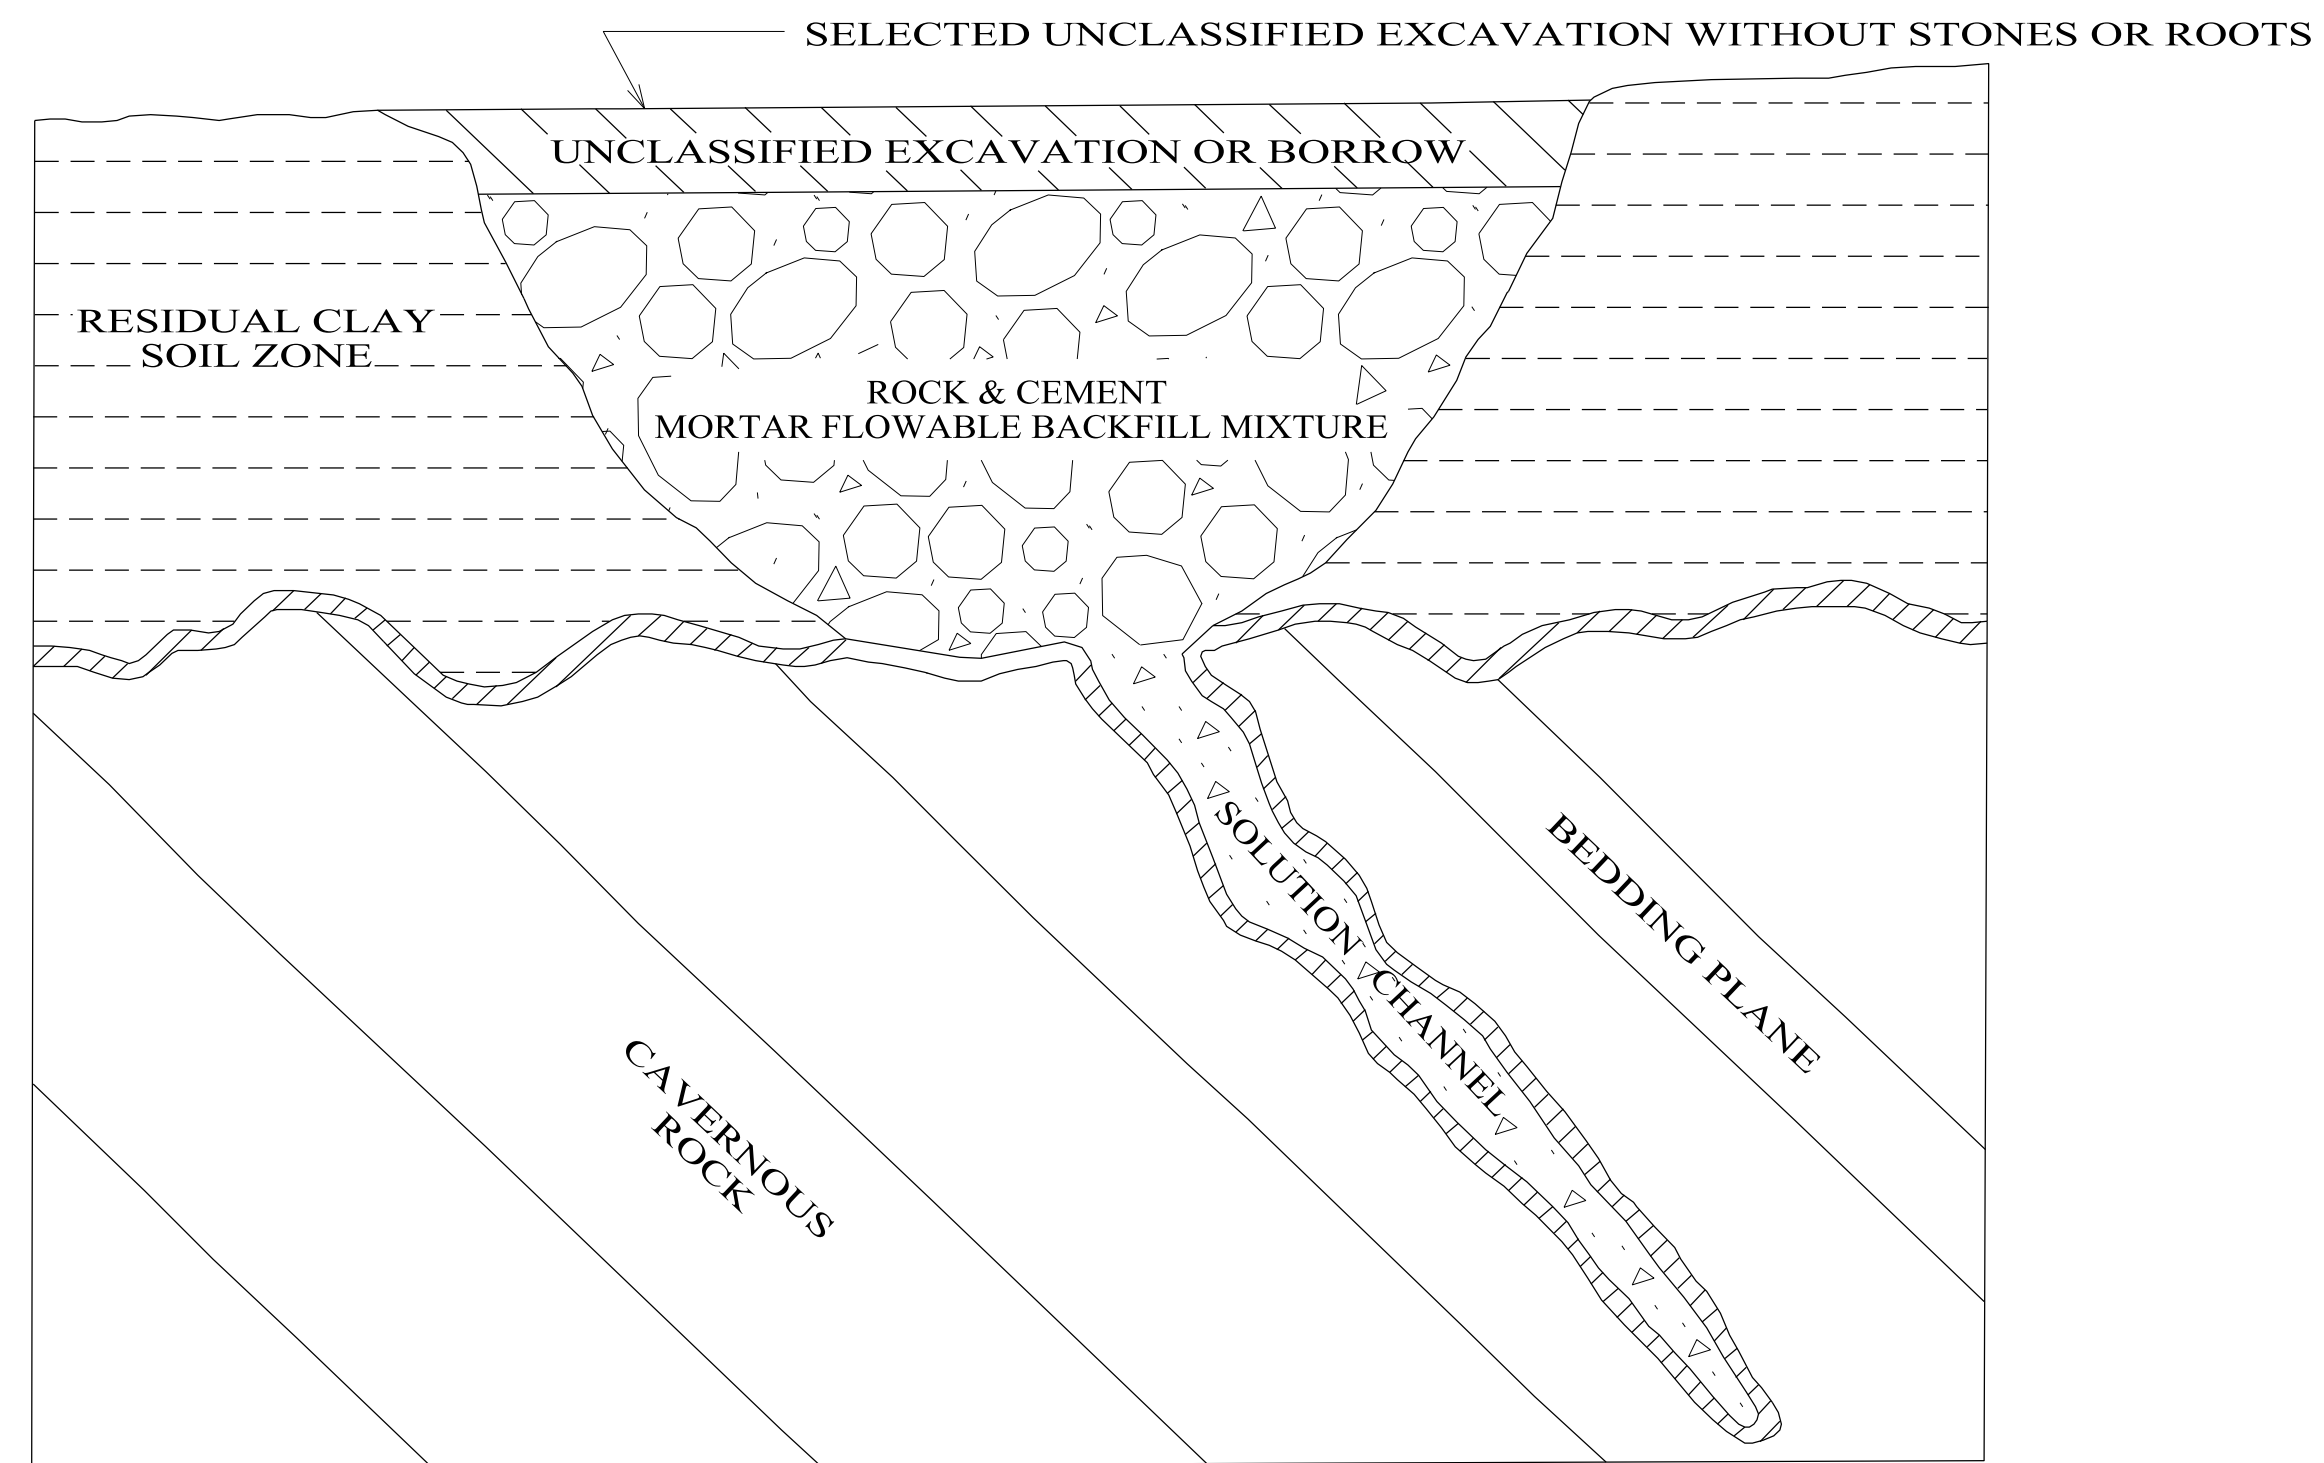 SELECTED UNCLASSIFIED EXCAVATION WITHOUT STONES OR ROOTS
UNCLASSIFIED EXCAVATION OR BORROW
RESIDUAL CLAY
SOIL ZONE
ROCK & CEMENT
MORTAR FLOWABLE BACKFILL MIXTURE
SOLUTION CHANNEL
BEDDING PLANE
CAVERNOUS
ROCK